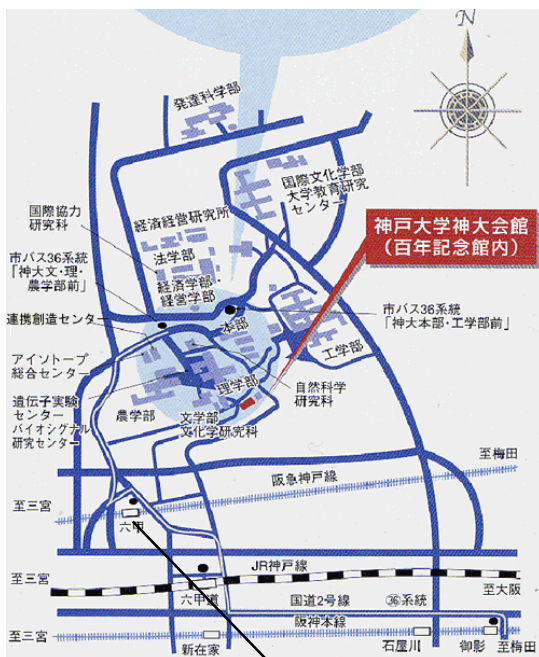 N
発達科学部
国際文化学部
大学教育研究
センター
国際協力
研究科
経済経営研究所
法学部
神戸大学神大会館
（百年記念館内）
市バス36系統
「神大文・理・
農学部前」
経済学部・
経営学部
連携創造センター
本部
市バス36系統
「神大本部・工学部前」
アイソトープ
総合センター
工学部
理学部
自然科学
研究科
遺伝子実験
センター
バイオシグナル
研究センター
農学部
文学部
文化学研究科
至梅田
阪急神戸線
至三宮
六甲
JR神戸線
至三宮
至大阪
六甲道
国道2号線
㊱系統
阪神本線
至三宮
新在家
石屋川
御影
至梅田